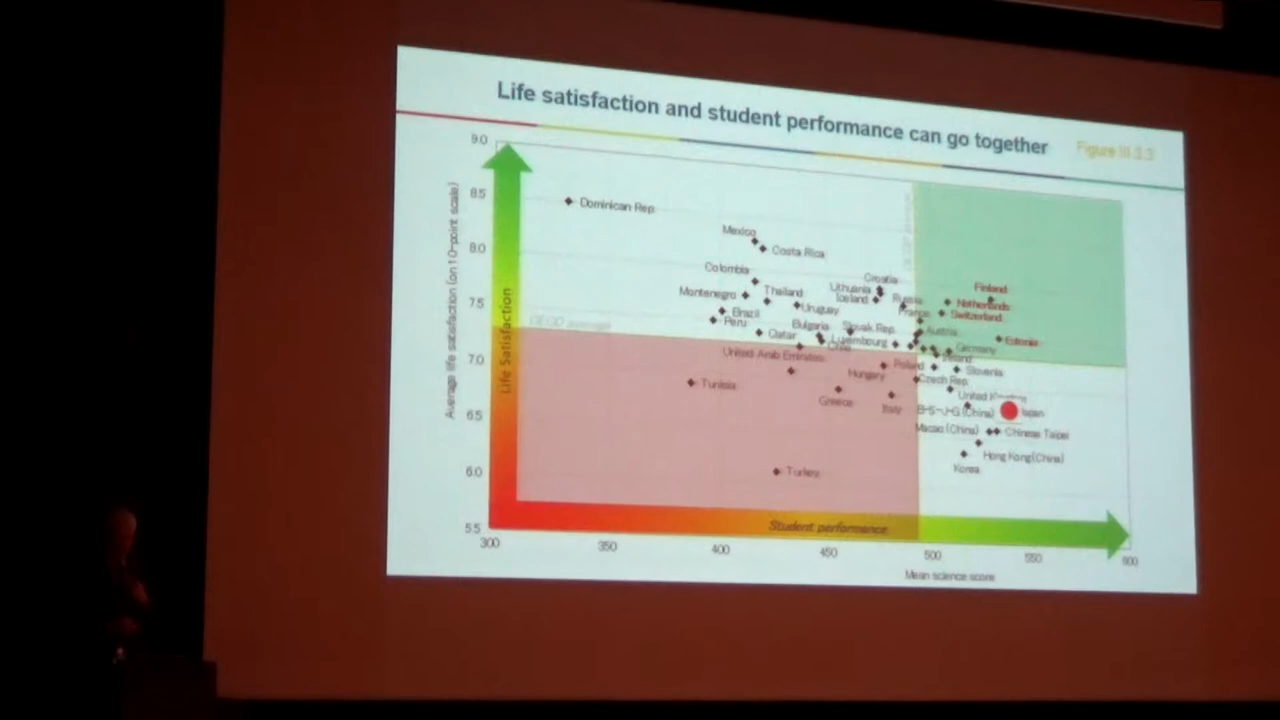 Life satisfaction and student performance can go together
Figure III.3.3
Average life satisfaction (on 10-point scale)
9.0
8.5
8.0
7.5
7.0
6.5
6.0
5.5
Life Satisfaction
OECD average
Dominican Rep.
Mexico
Costa Rica
Colombia
Croatia
Finland
Montenegro
Thailand
Lithuania
Iceland
Russia
Netherlands
Brazil
Uruguay
France
Switzerland
Peru
Bulgaria
Slovak Rep.
Austria
Qatar
Chile
Luxembourg
Germany
Estonia
United Arab Emirates
Ireland
Poland
Slovenia
Tunisia
Hungary
Czech Rep.
Greece
Italy
United Kingdom
B-S-J-G (China)
Japan
Macao (China)
Chinese Taipei
Hong Kong (China)
Korea
Turkey
Student performance
300
350
400
450
500
550
600
Mean science score